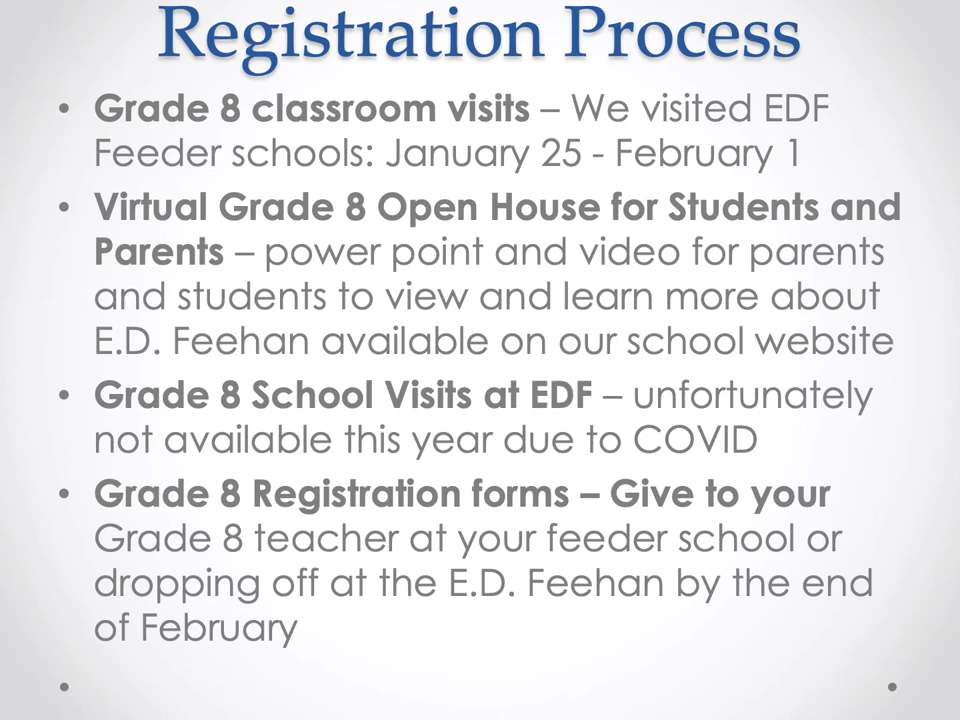 Registration Process
• Grade 8 classroom visits – We visited EDF
Feeder schools: January 25 - February 1
• Virtual Grade 8 Open House for Students and
Parents – power point and video for parents
and students to view and learn more about
E.D. Feehan available on our school website
• Grade 8 School Visits at EDF – unfortunately
not available this year due to COVID
• Grade 8 Registration forms – Give to your
Grade 8 teacher at your feeder school or
dropping off at the E.D. Feehan by the end
of February